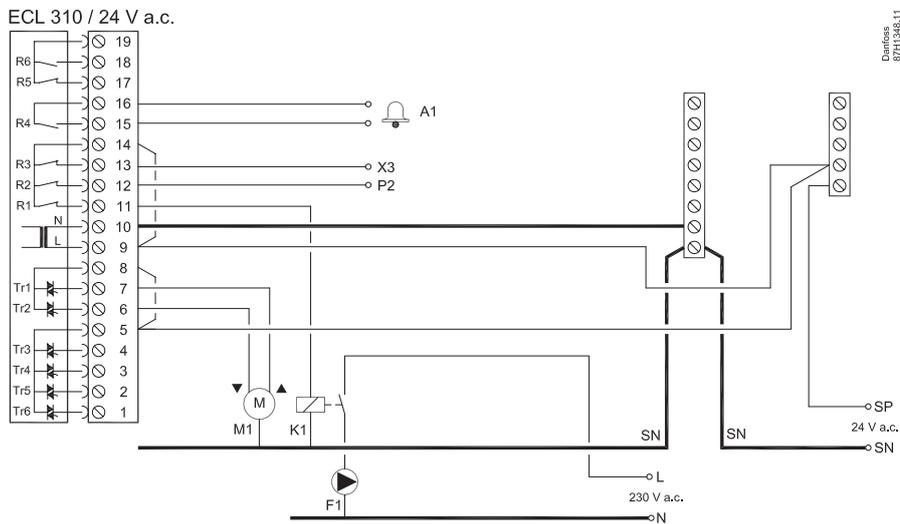 ECL 310 / 24 V a.c.
Danfoss
87H1348.11
19
R6 18
R5 17
16
A1
R4 15
14
R3 13 X3
R2 12 P2
R1 11
N 10
L 9
8
Tr1 7
Tr2 6
5
Tr3 4
Tr4 3
Tr5 2
Tr6 1
M
M1 K1
SP
24 V a.c.
SN SN SN
L
230 V a.c.
F1
N